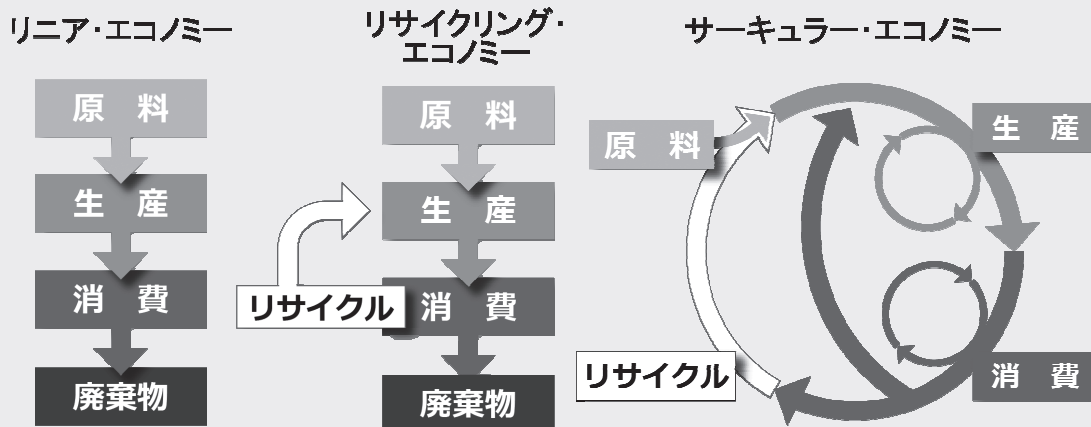 リニア・エコノミー
原　料
生　産
消　費
廃棄物
リサイクリング・
エコノミー
原　料
生　産
リサイクル
消　費
廃棄物
サーキュラー・エコノミー
原　料
生　産
リサイクル
消　費